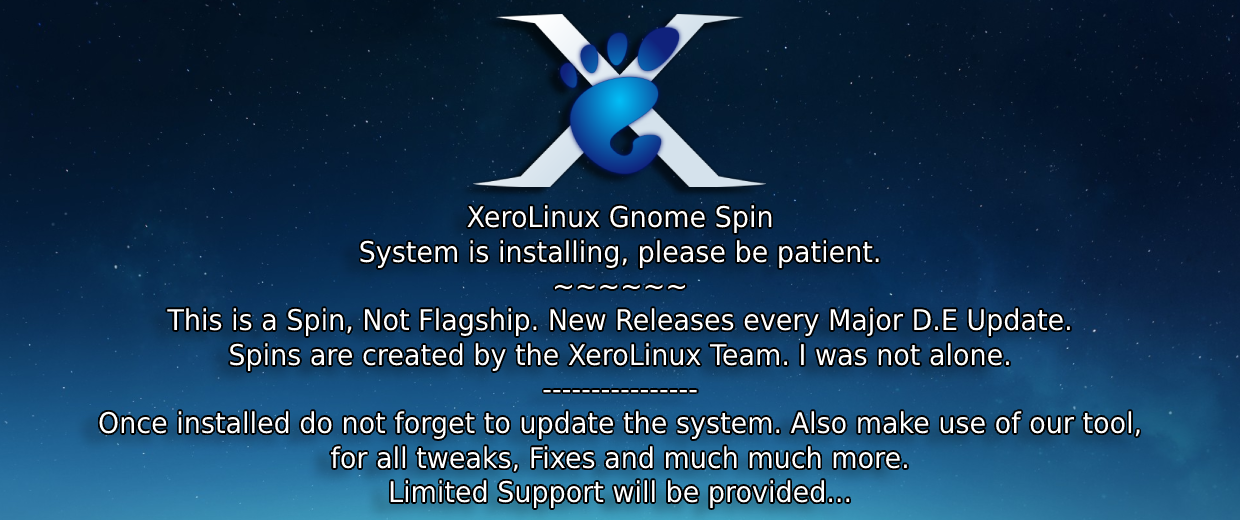 XeroLinux Gnome Spin
System is installing, please be patient.
~~~~~~
This is a Spin, Not Flagship. New Releases every Major D.E Update.
Spins are created by the XeroLinux Team. I was not alone.
----------------
Once installed do not forget to update the system. Also make use of our tool,
for all tweaks, Fixes and much much more.
Limited Support will be provided...